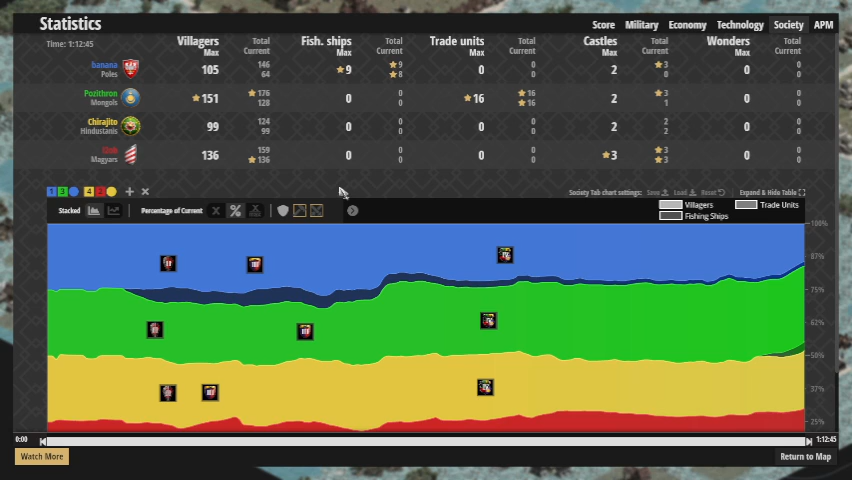 Statistics
Score Military Economy Technology Society APM
Time: 1:12:45
Villagers Max Total Current Fish. ships Max Total Current Trade units Max Total Current Castles Max Total Current Wonders Max Total Current
banana Poles 105 146 64 9 9 8 0 0 0 2 3 0 0 0 0
Pozithron Mongols 151 176 128 0 0 0 16 16 16 2 3 1 0 0 0
Chirajito Hindustanis 99 124 99 0 0 0 0 0 0 2 2 2 0 0 0
Magyars 136 159 136 0 0 0 0 0 0 3 3 3 0 0 0
1 3 4 2
Society Tab chart settings: Save Load Reset Expand & Hide Table
Stacked Percentage of Current X % Villagers Trade Units
Fishing Ships
100%
87%
75%
62%
50%
37%
25%
0:00 1:12:45
Watch More Return to Map